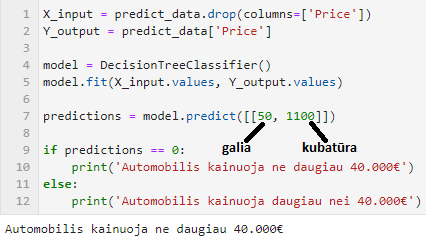 1 X_input = predict_data.drop(columns=['Price'])
2 Y_output = predict_data['Price']
3
4 model = DecisionTreeClassifier()
5 model.fit(X_input.values, Y_output.values)
6
7 predictions = model.predict([[50, 1100]])
8
galia kubatūra
9 if predictions == 0:
10 print('Automobilis kainuoja ne daugiau 40.000€')
11 else:
12 print('Automobilis kainuoja daugiau nei 40.000€')
Automobilis kainuoja ne daugiau 40.000€